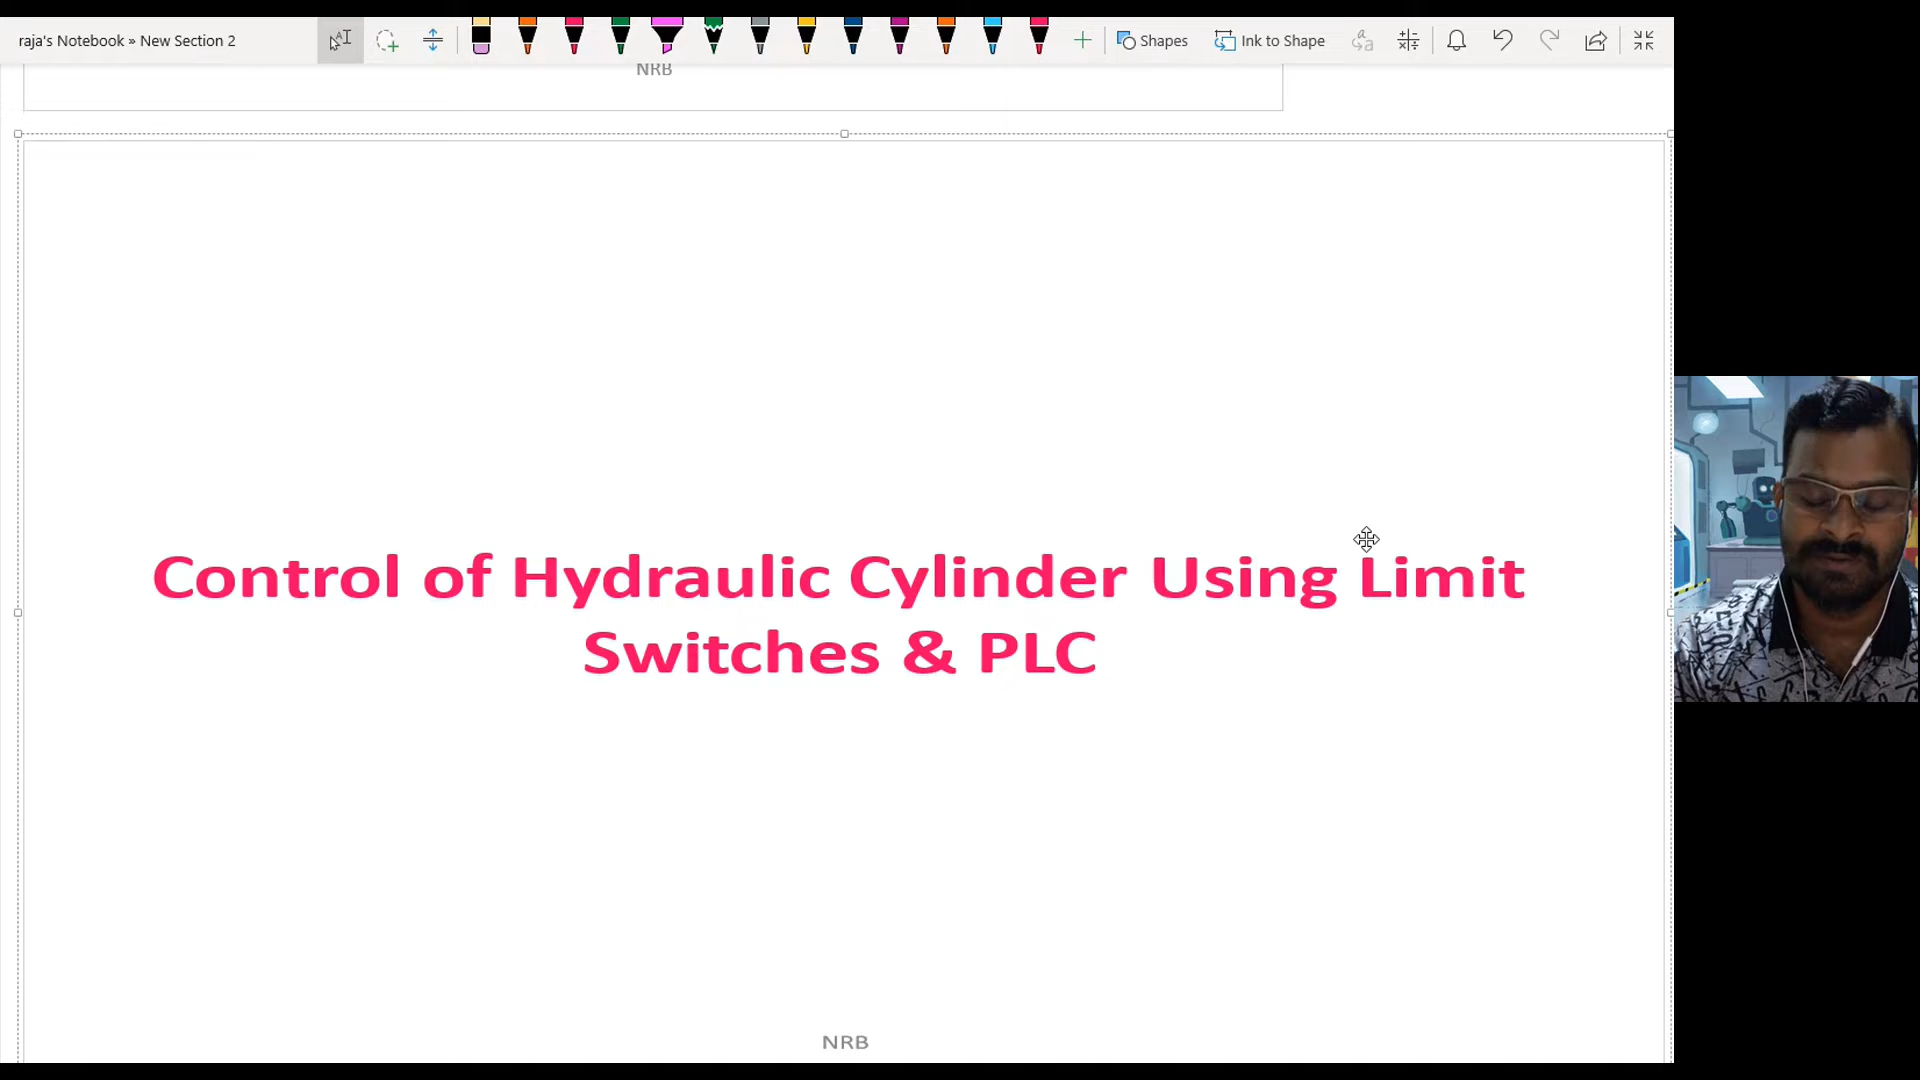 raja's Notebook » New Section 2
Shapes
Ink to Shape
NRB
Control of Hydraulic Cylinder Using Limit
Switches & PLC
NRB